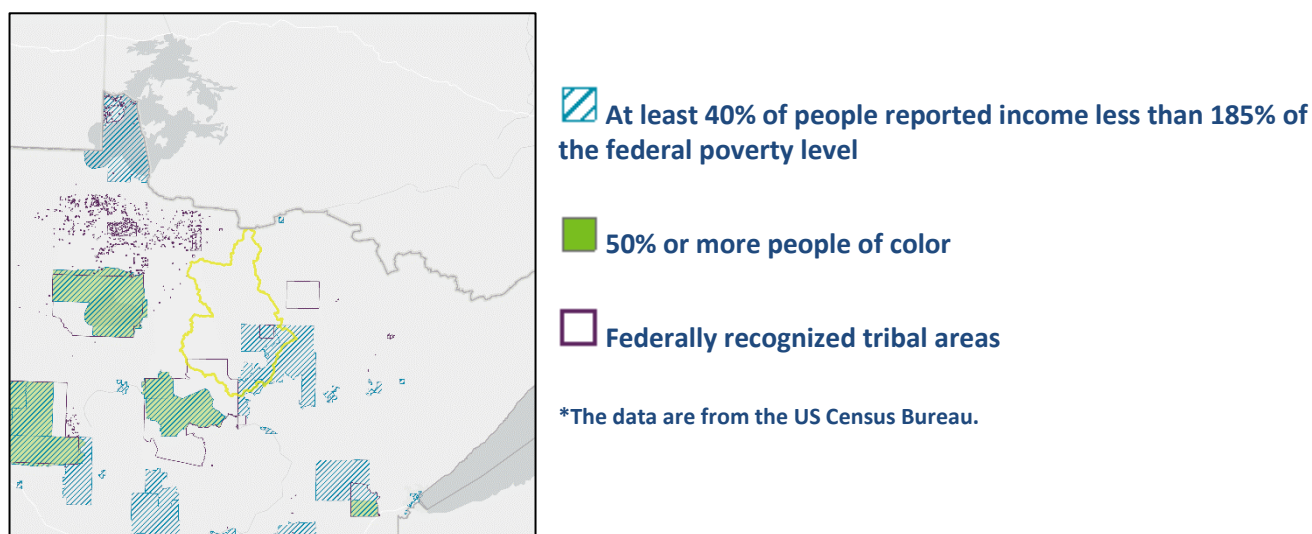 At least 40% of people reported income less than 185% of
the federal poverty level
50% or more people of color
Federally recognized tribal areas
*The data are from the US Census Bureau.